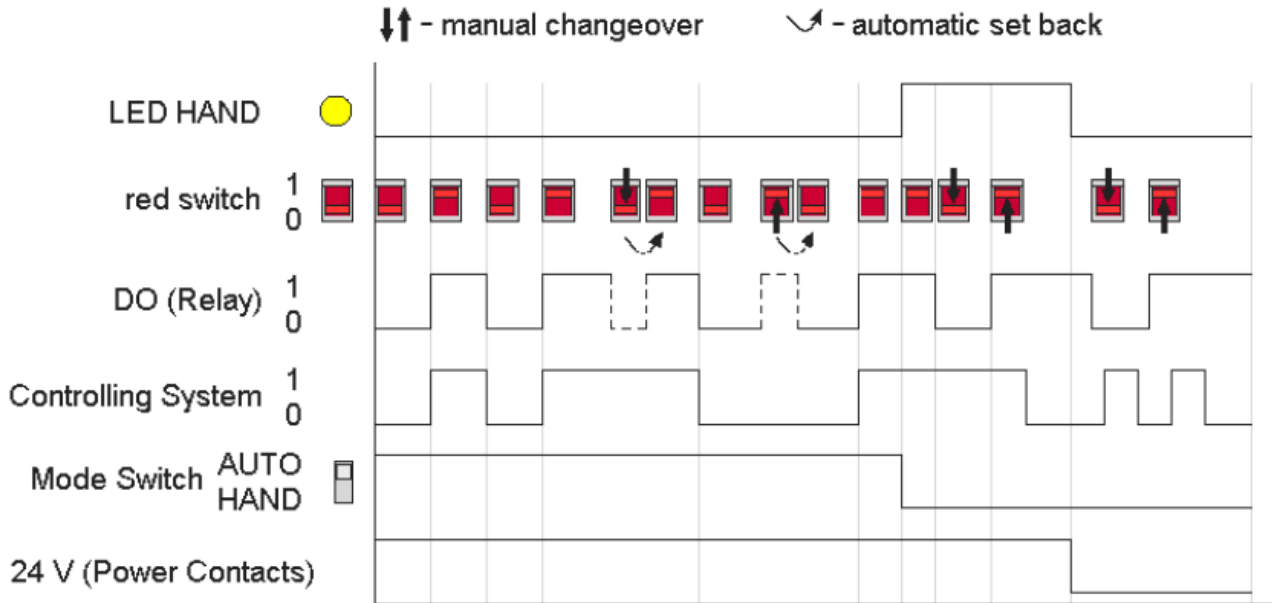 - manual changeover - automatic set back
LED HAND
red switch 1
0
DO (Relay) 1
0
Controlling System 1
0
Mode Switch AUTO
HAND
24 V (Power Contacts)